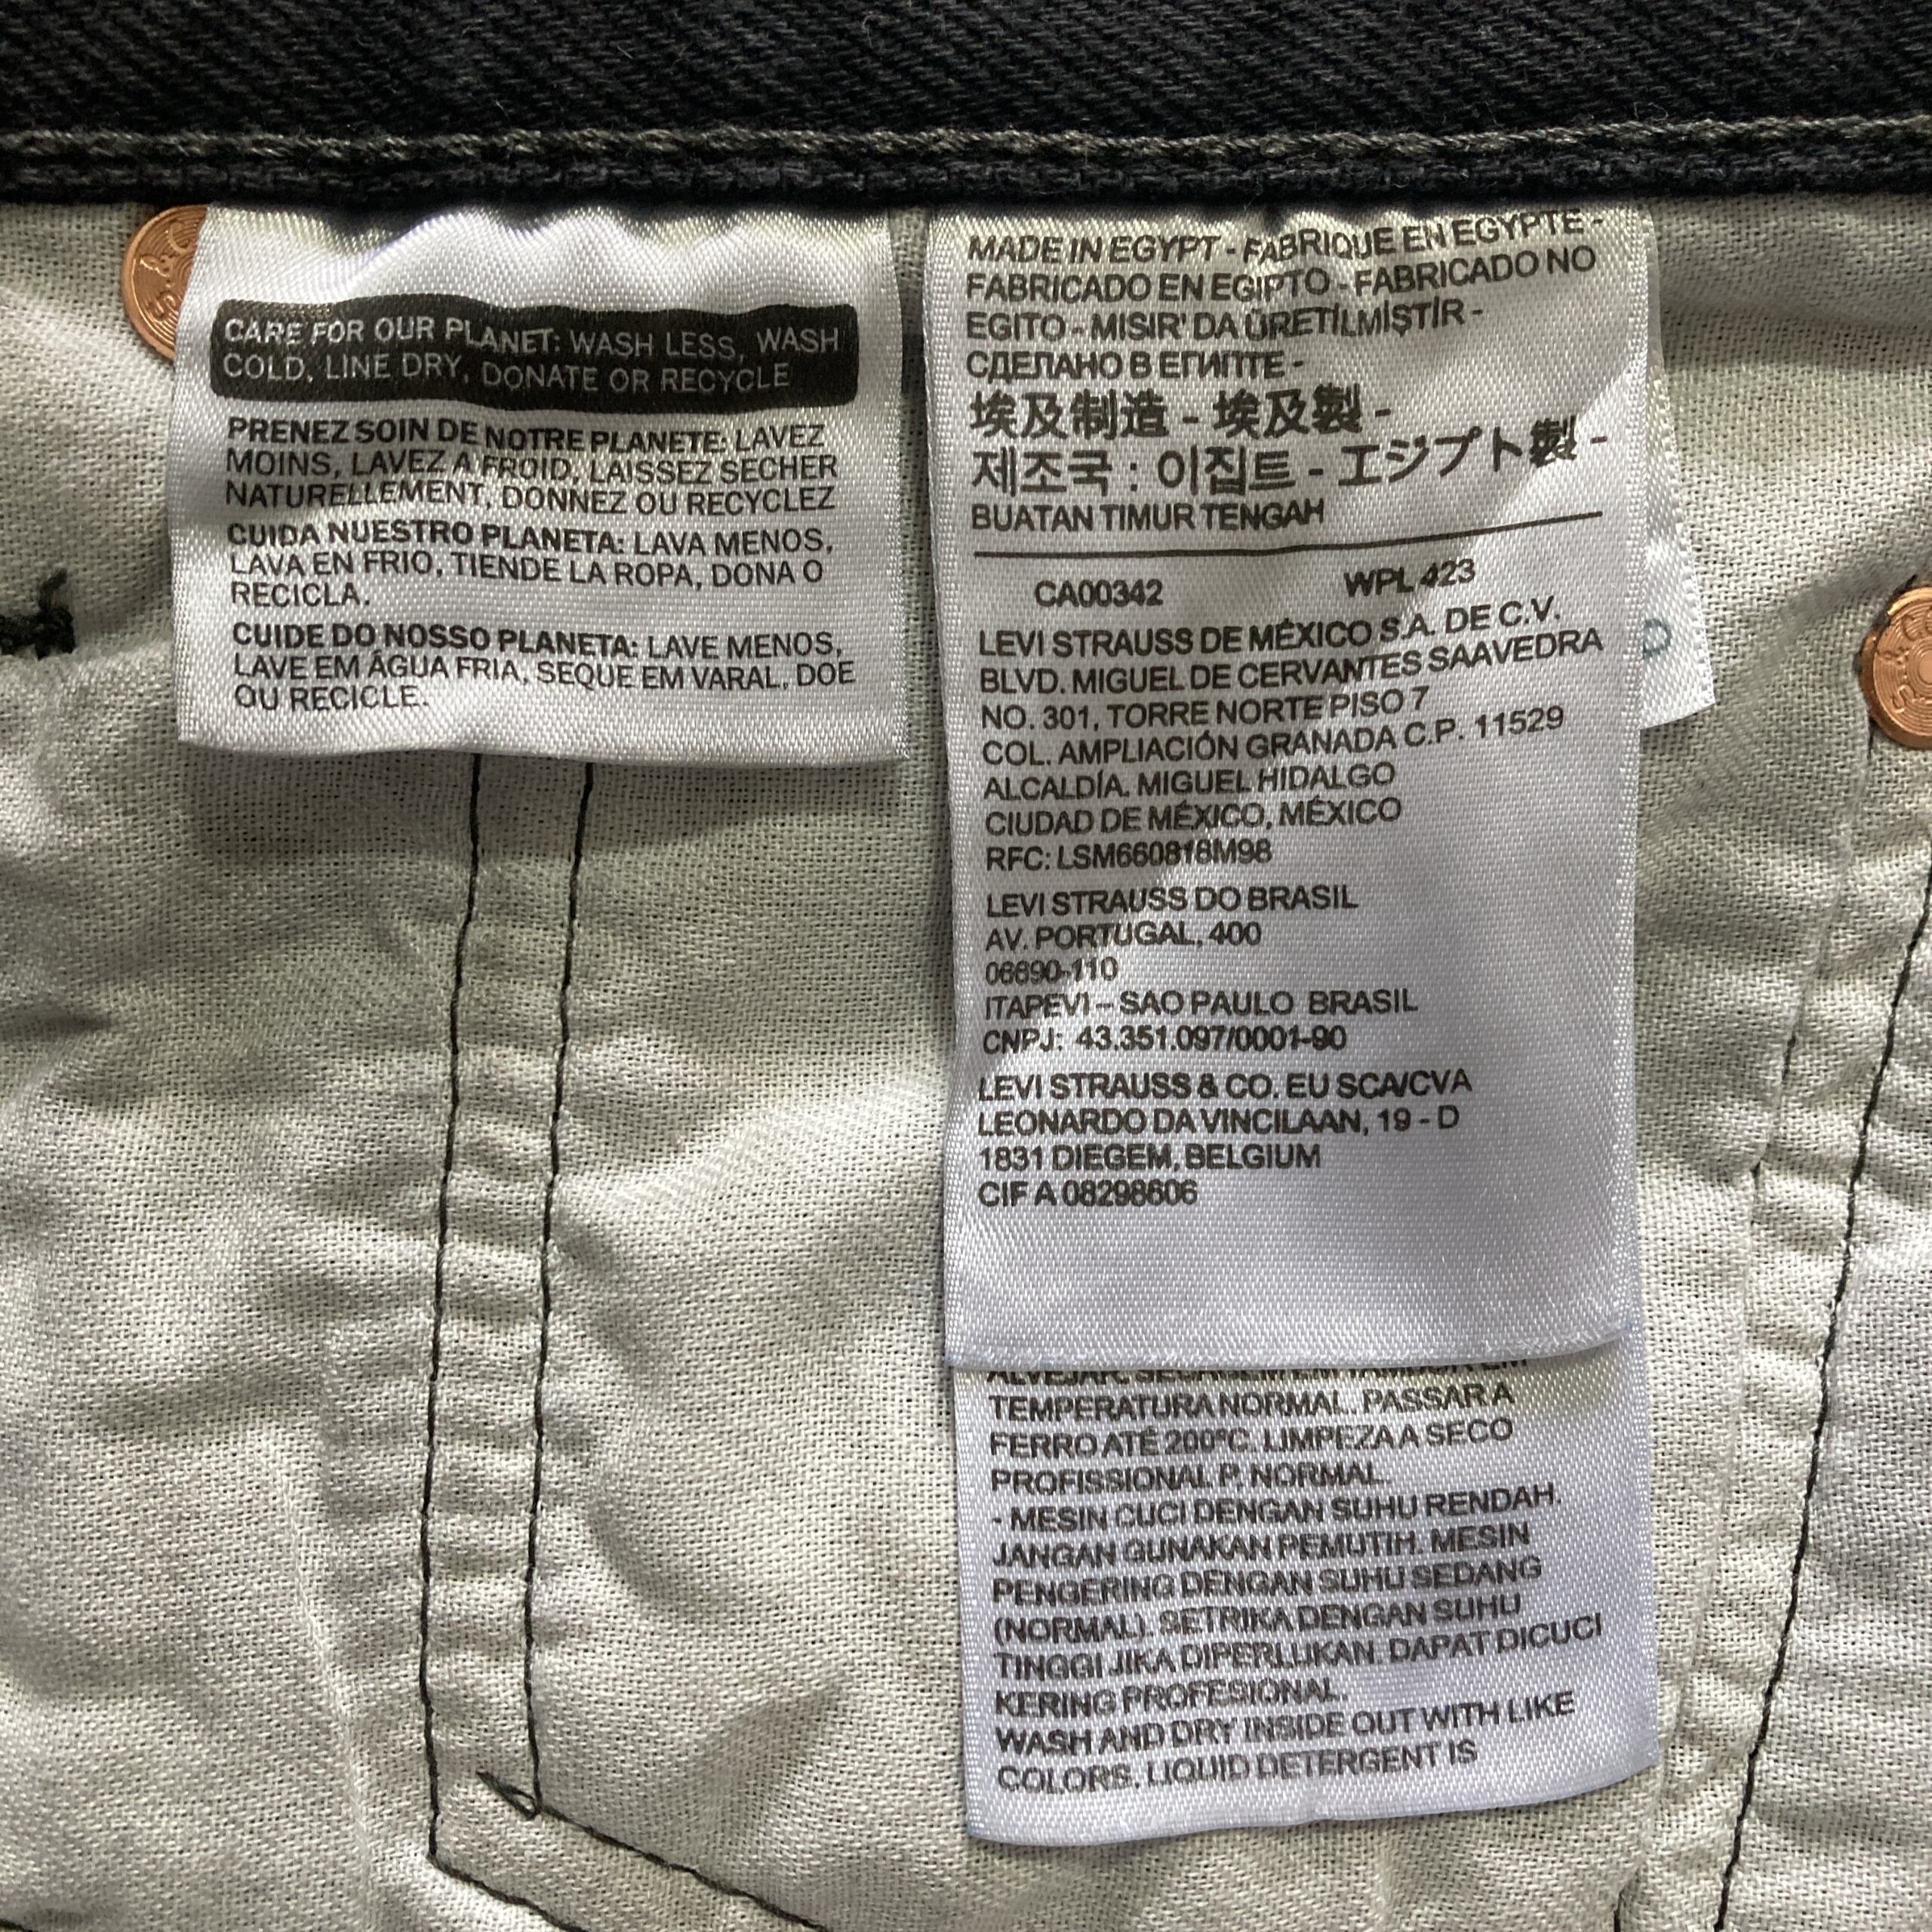 CARE FOR OUR PLANET: WASH LESS, WASH
COLD, LINE DRY, DONATE OR RECYCLE
PRENEZ SOIN DE NOTRE PLANETE: LAVEZ
MOINS, LAVEZ A FROID, LAISSEZ SECHER
NATURELLEMENT, DONNEZ OU RECYCLEZ
CUIDA NUESTRO PLANETA: LAVA MENOS,
LAVA EN FRIO, TIENDE LA ROPA, DONA O
RECICLA.
CUIDE DO NOSSO PLANETA: LAVE MENOS,
LAVE EM ÁGUA FRIA, SEQUE EM VARAL, DOE
OU RECICLE.
MADE IN EGYPT - FABRIQUE EN EGYPTE -
FABRICADO EN EGIPTO - FABRICADO NO
EGITO - MISIR' DA ÜRETİLMİŞTİR -
СДЕЛАНО В ЕГИПТЕ -
埃及制造 - 埃及製 -
제조국 : 이집트 - エジプト製 -
BUATAN TIMUR TENGAH
CA00342 WPL 423
LEVI STRAUSS DE MÉXICO S.A. DE C.V.
BLVD. MIGUEL DE CERVANTES SAAVEDRA
NO. 301, TORRE NORTE PISO 7
COL. AMPLIACIÓN GRANADA C.P. 11529
ALCALDÍA. MIGUEL HIDALGO
CIUDAD DE MÉXICO, MÉXICO
RFC: LSM660818M98
LEVI STRAUSS DO BRASIL
AV. PORTUGAL, 400
06690-110
ITAPEVI – SAO PAULO BRASIL
CNPJ: 43.351.097/0001-90
LEVI STRAUSS & CO. EU SCA/CVA
LEONARDO DA VINCILAAN, 19 - D
1831 DIEGEM, BELGIUM
CIF A 08298606
ALVEJAR. SECAGEM EM TAMBOR EM
TEMPERATURA NORMAL. PASSAR A
FERRO ATÉ 200ºC. LIMPEZA A SECO
PROFISSIONAL P. NORMAL.
- MESIN CUCI DENGAN SUHU RENDAH.
JANGAN GUNAKAN PEMUTIH. MESIN
PENGERING DENGAN SUHU SEDANG
(NORMAL). SETRIKA DENGAN SUHU
TINGGI JIKA DIPERLUKAN. DAPAT DICUCI
KERING PROFESIONAL.
WASH AND DRY INSIDE OUT WITH LIKE
COLORS. LIQUID DETERGENT IS